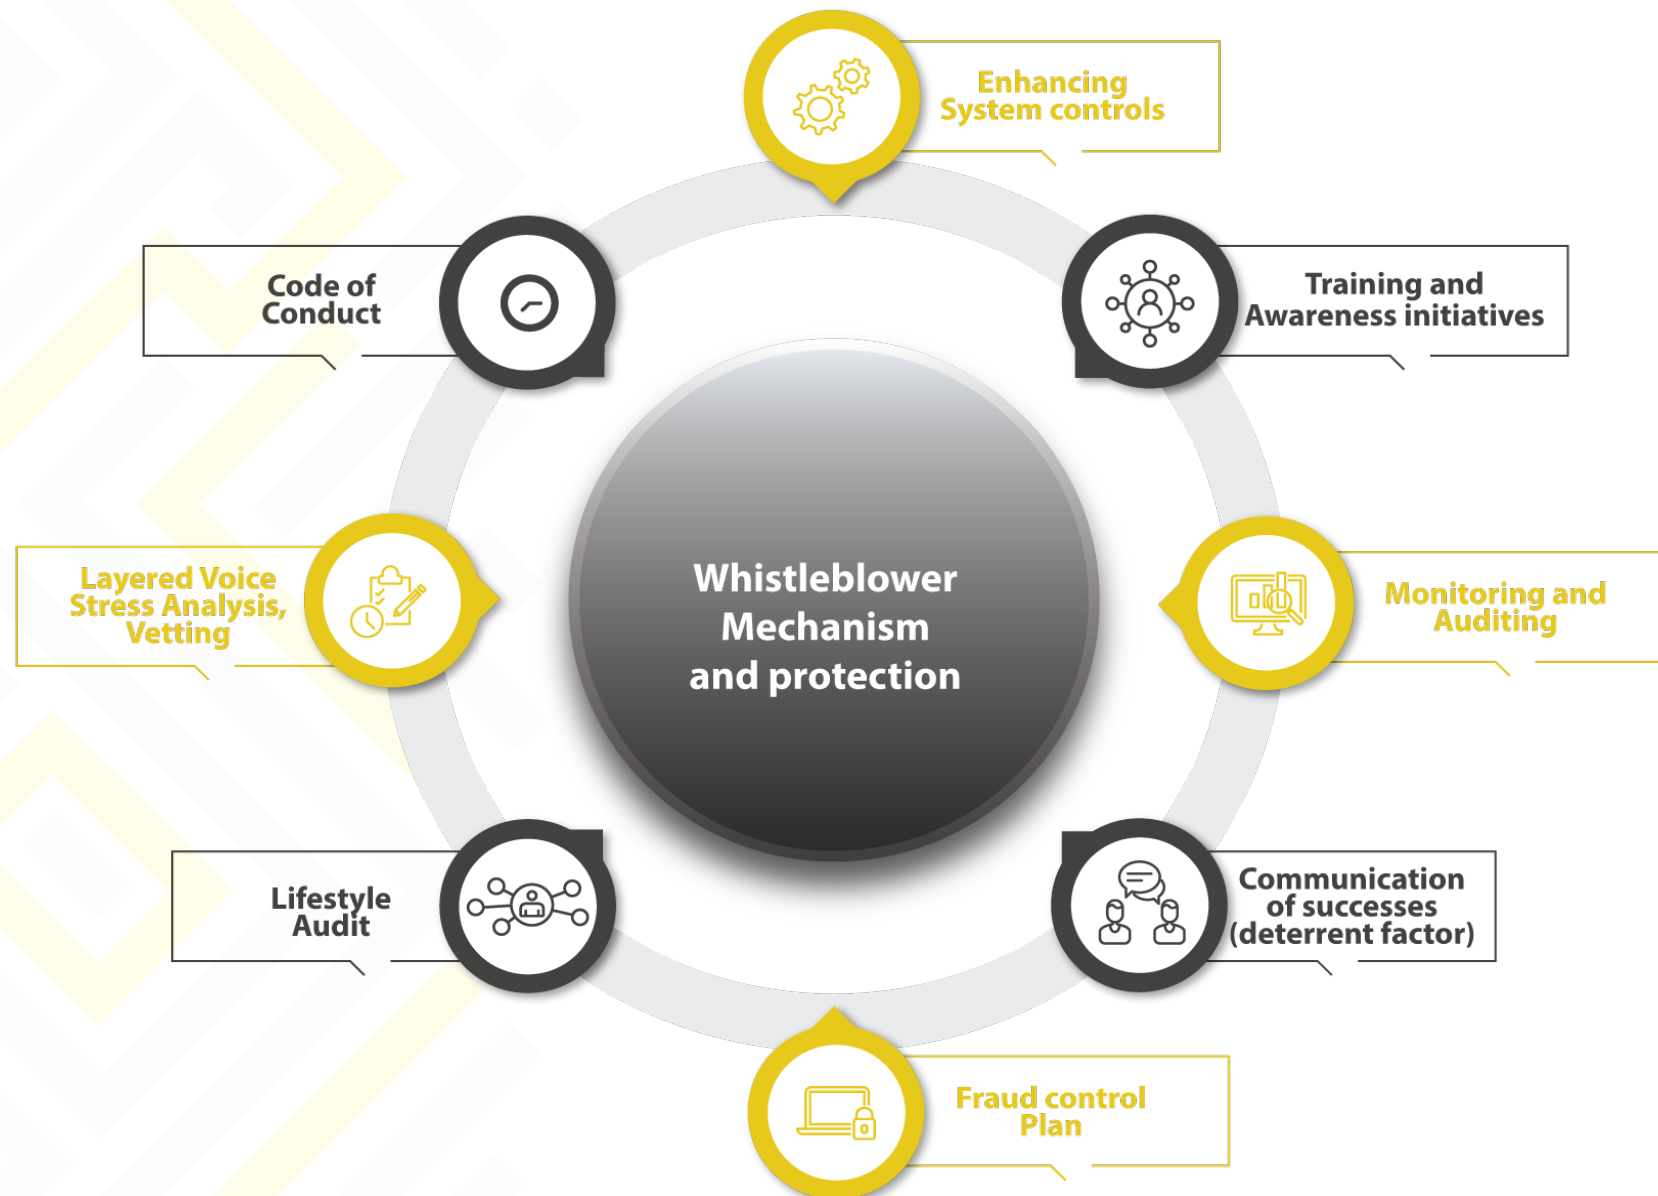 Enhancing
System controls
Code of
Conduct
Training and
Awareness initiatives
Whistleblower
Mechanism
and protection
Layered Voice
Stress Analysis,
Vetting
Monitoring and
Auditing
Lifestyle
Audit
Communication
of successes
(deterrent factor)
Fraud control
Plan